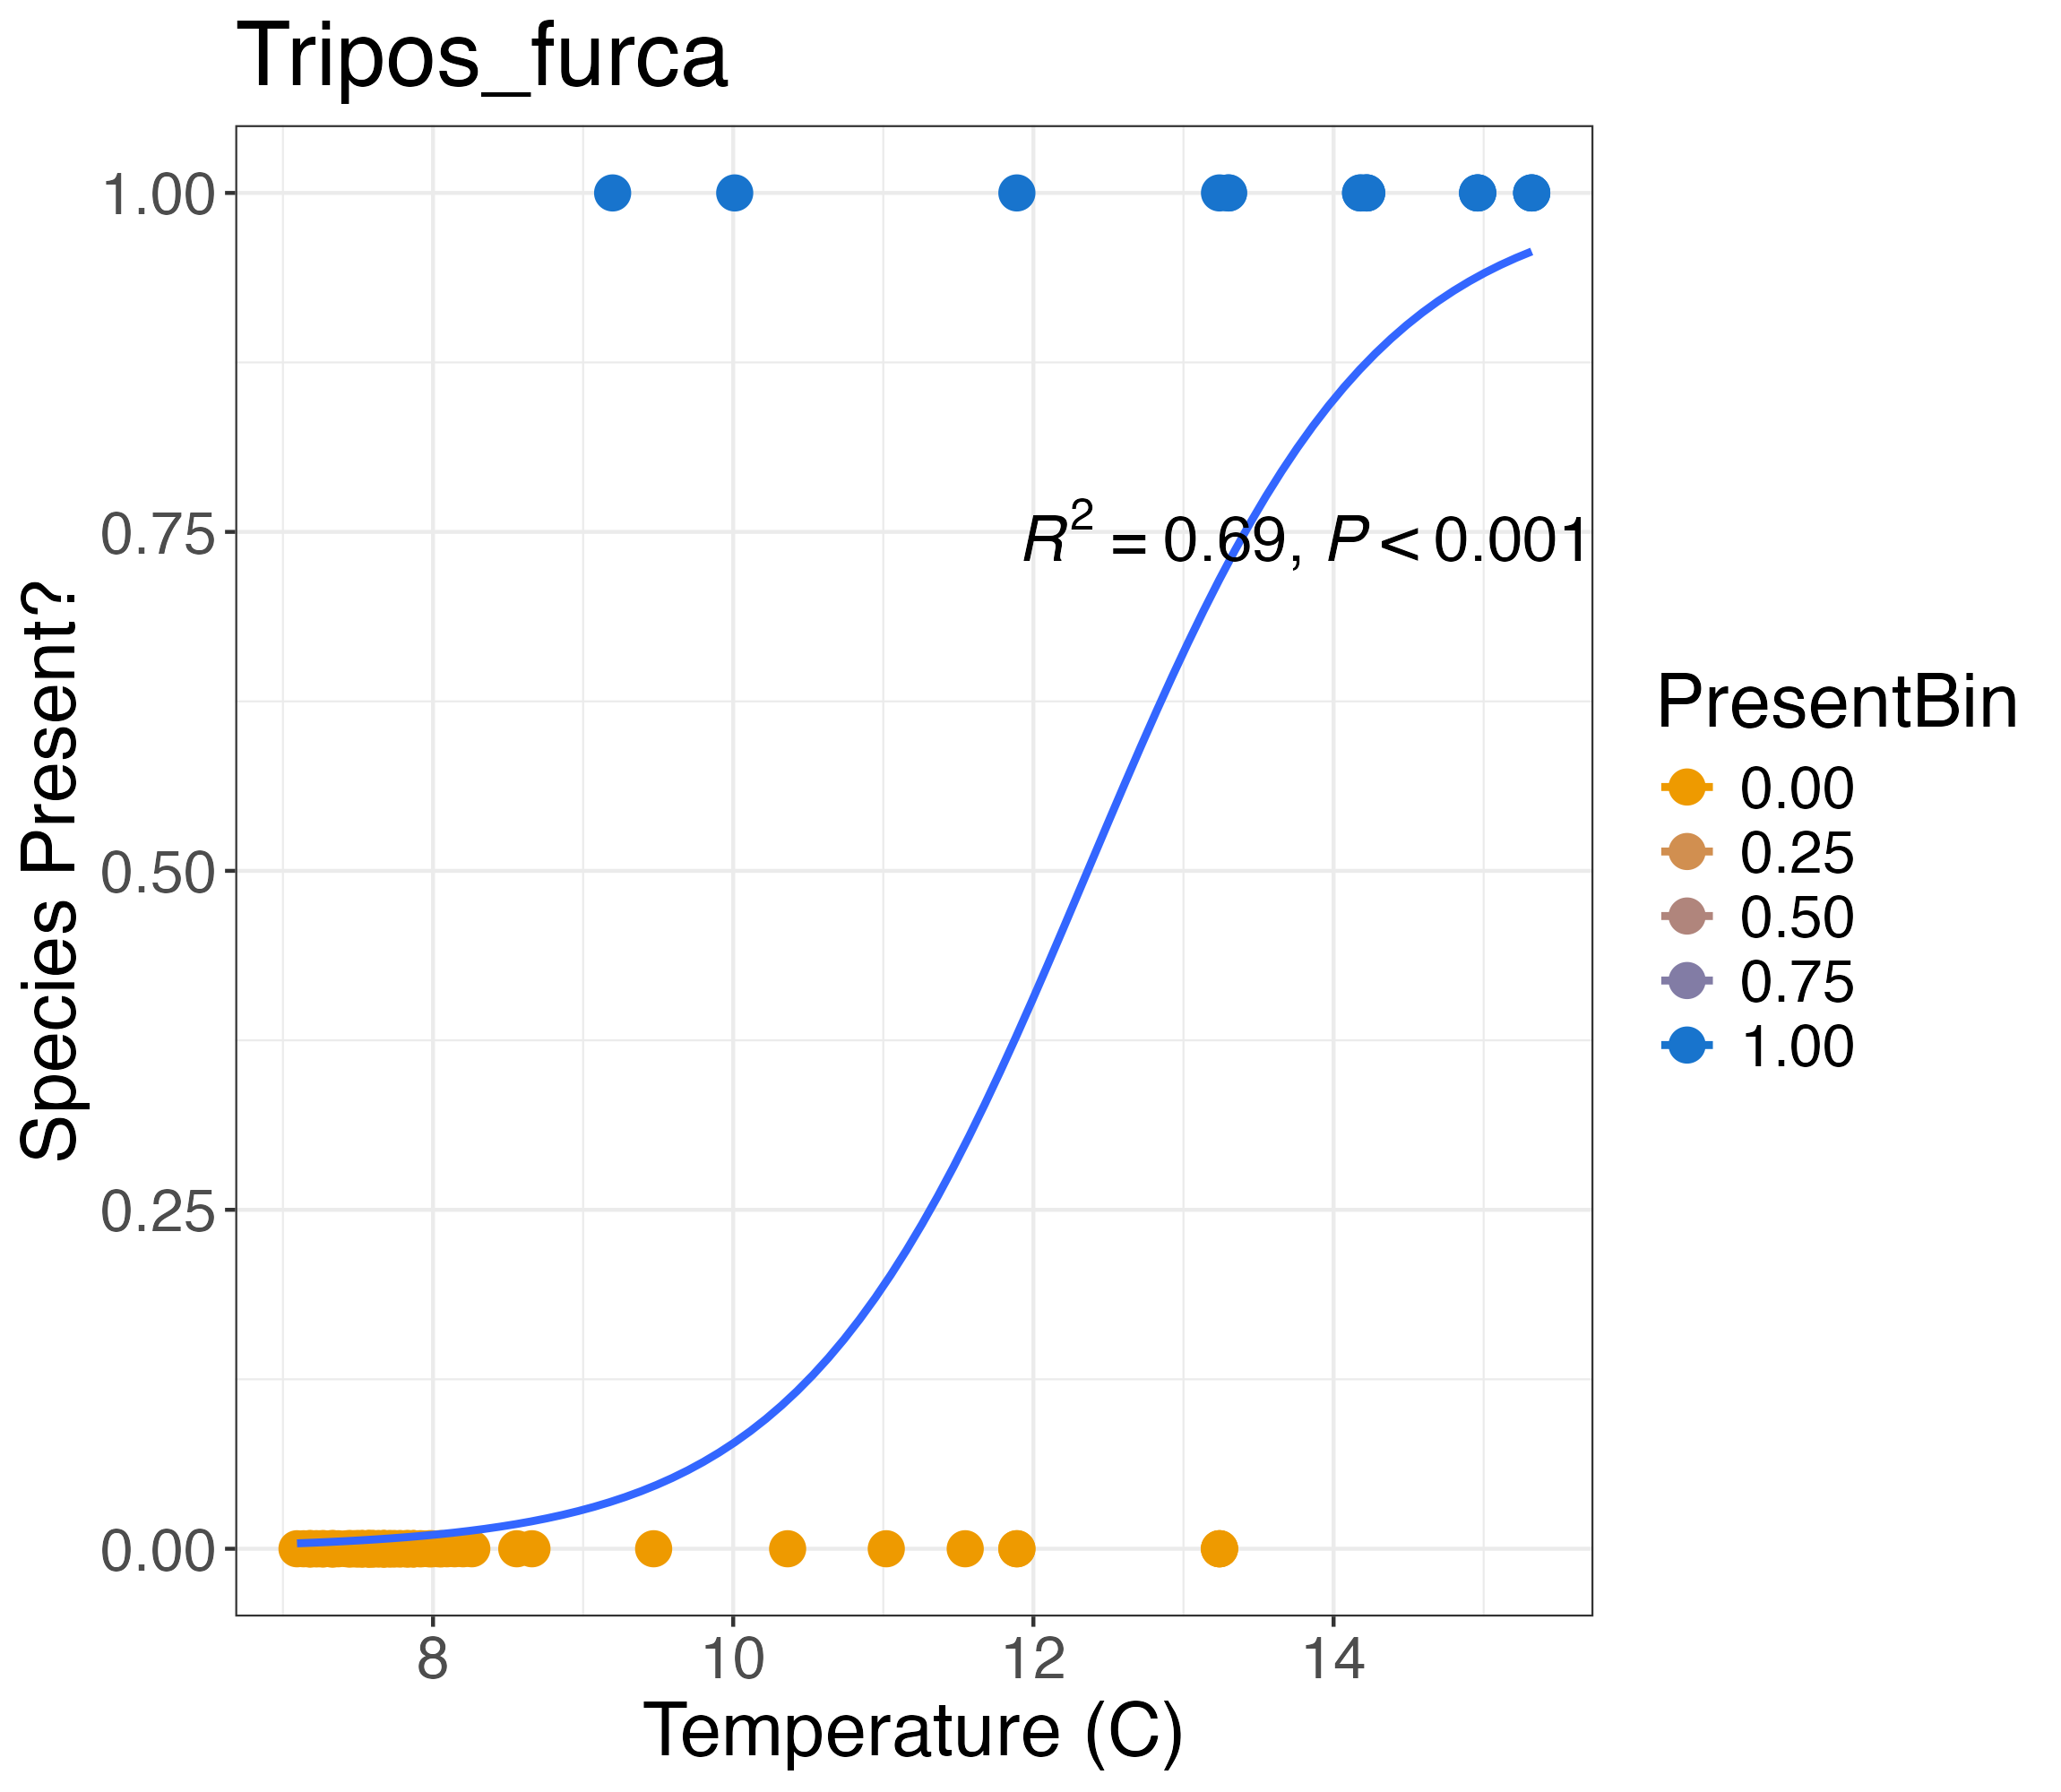 Tripos_furca
1.00
0.75
0.50
0.25
0.00
Species Present?
R² = 0.69, P < 0.001
8 10 12 14
Temperature (C)
PresentBin
0.00
0.25
0.50
0.75
1.00